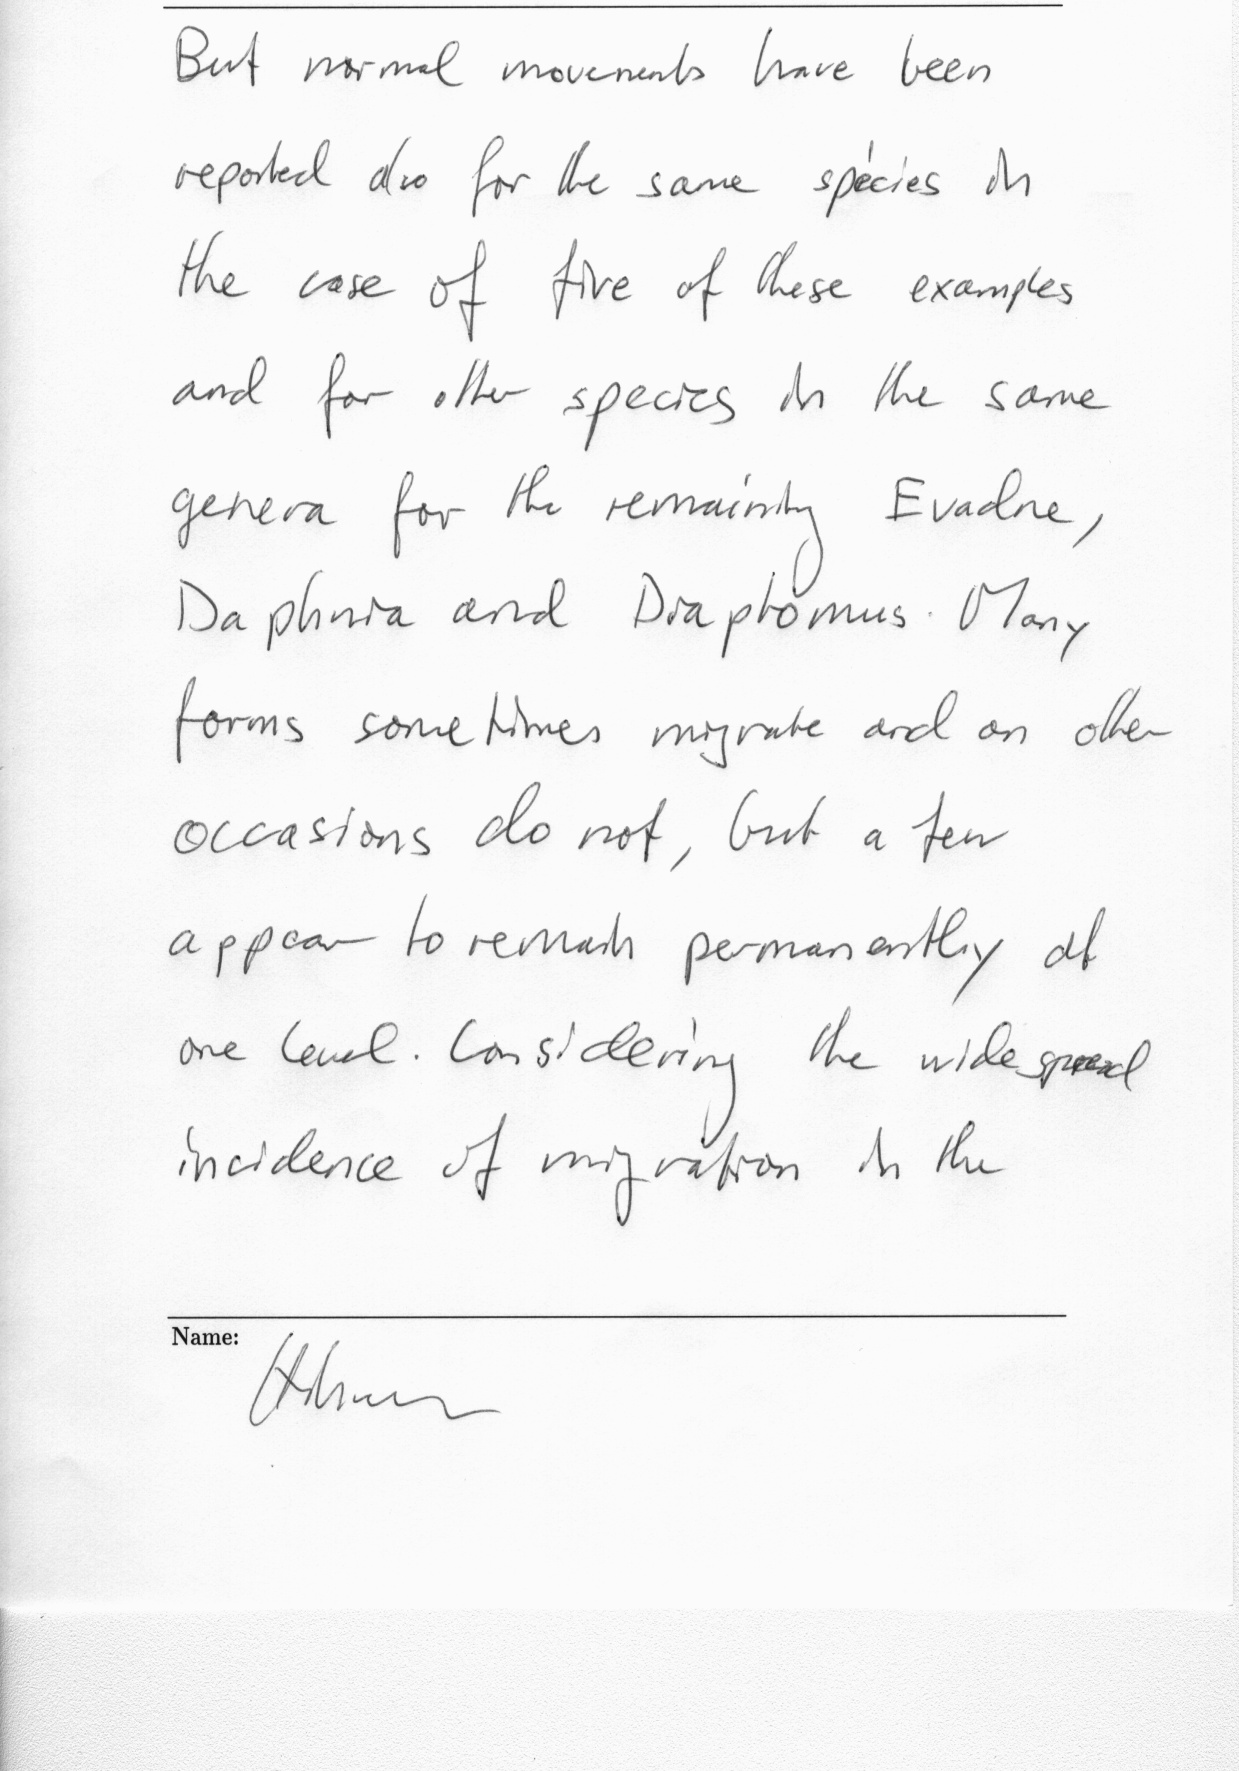 But normal movements have been
reported also for the same species in
the case of five of these examples
and for other species in the same
genera for the remaining Evadne,
Daphnia and Diaptomus. Many
forms sometimes migrate and on other
occasions do not, but a few
appear to remain permanently at
one level. Considering the widespread
incidence of migration in the
Name: